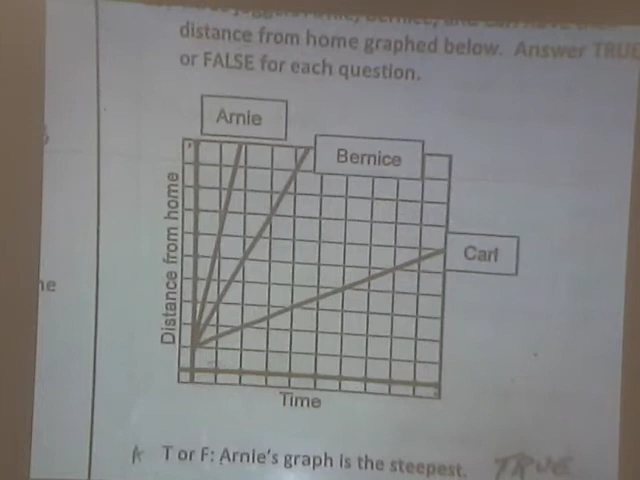 distance from home graphed below. Answer TRUE
or FALSE for each question.
Arnie
Bernice
Carl
Distance from home
Time
T or F: Arnie's graph is the steepest. TRUE